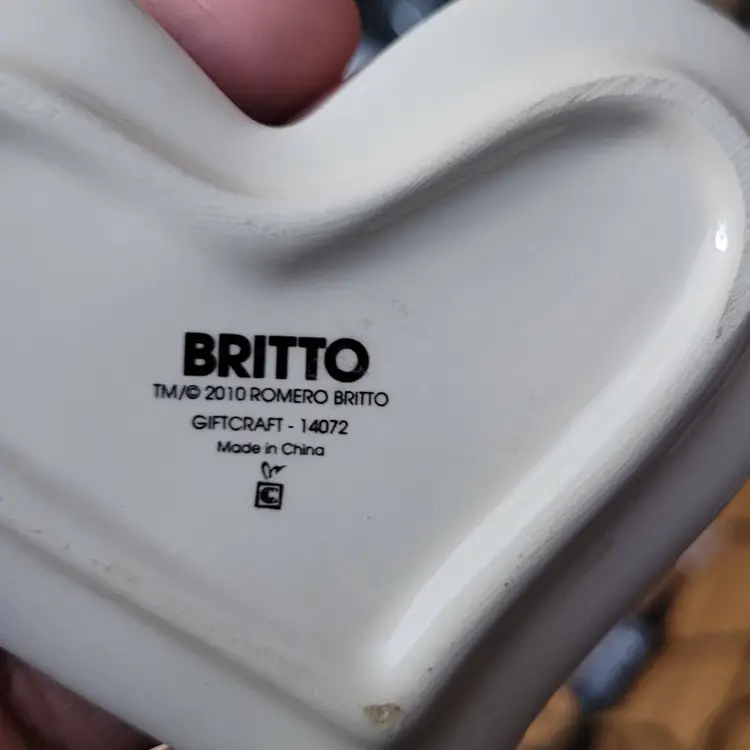 BRITTO
TM/© 2010 ROMERO BRITTO
GIFTCRAFT - 14072
Made in China
C